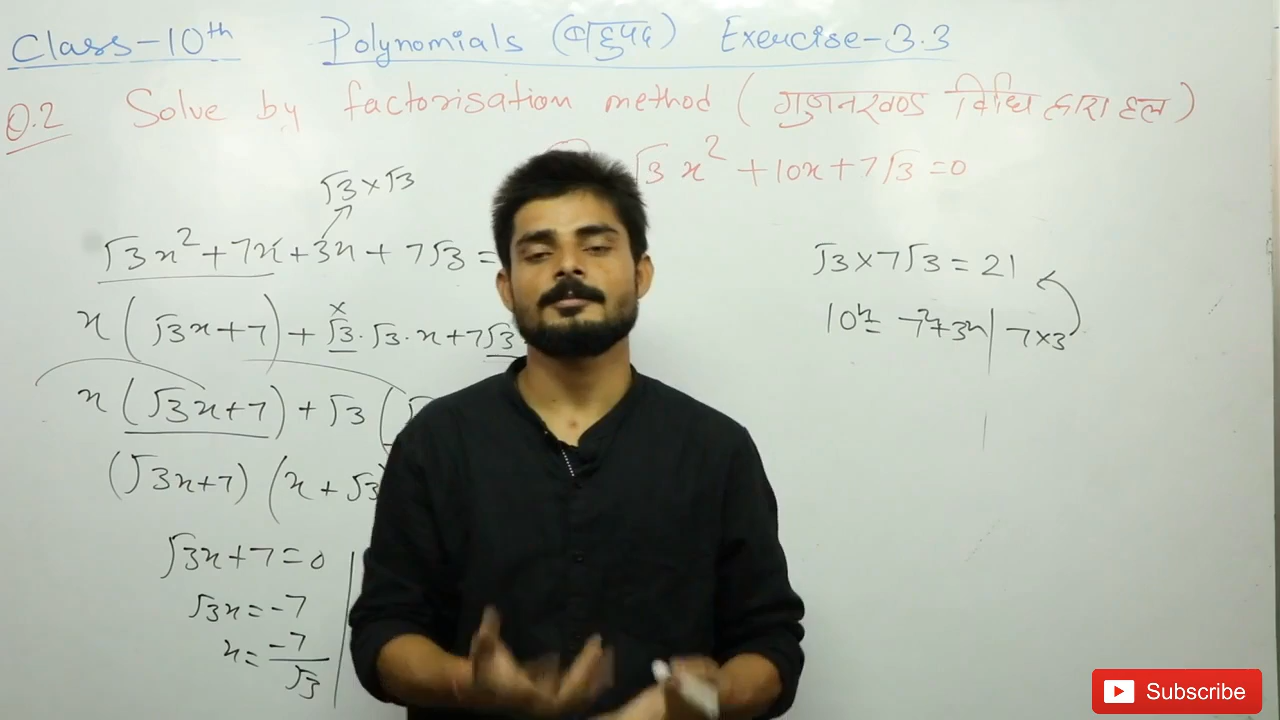 Class-10th Polynomials (बहुपद) Exercise-3.3
Q.2 Solve by factorisation method (गुणनखण्ड विधि द्वारा हल)
√3 x² + 10x + 7√3 = 0
√3 × √3
√3x² + 7x + 3x + 7√3 =
x (√3x + 7) + √3 · √3 · x + 7√3
x
x (√3x + 7) + √3 (
(√3x + 7) (x + √3
√3x + 7 = 0
√3x = -7
x = -7/√3
√3 × 7√3 = 21
10x = 7x + 3x | 7 × 3
Subscribe